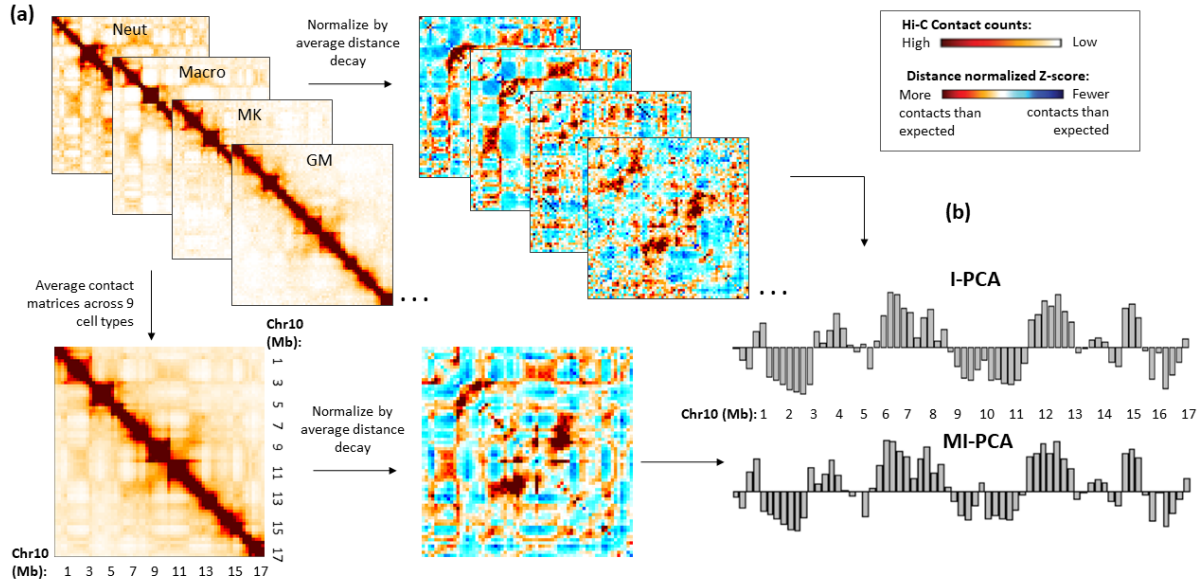 (a)
Neut
Macro
MK
GM
. . .
Normalize by
average distance
decay
. . .
Hi-C Contact counts:
High Low
Distance normalized Z-score:
More Fewer
contacts than contacts than
expected expected
(b)
I-PCA
Average contact
matrices across 9
cell types
Chr10
(Mb):
1
3
5
7
9
11
13
15
17
Chr10
(Mb): 1 3 5 7 9 11 13 15 17
Normalize by
average distance
decay
Chr10 (Mb): 1 2 3 4 5 6 7 8 9 10 11 12 13 14 15 16 17
MI-PCA